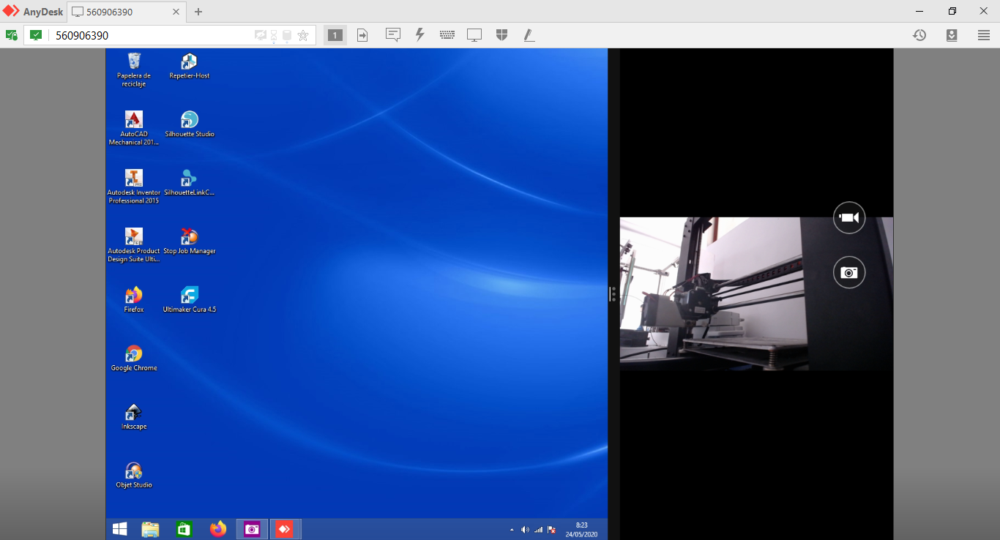 AnyDesk
560906390
560906390
1
Papelera de
reciclaje
Repetier-Host
AutoCAD
Mechanical 201...
Silhouette Studio
Autodesk Inventor
Professional 2015
SilhouetteLinkC...
Autodesk Product
Design Suite Ulti...
Stop Job Manager
Firefox
Ultimaker Cura 4.5
Google Chrome
Inkscape
Objet Studio
8:23
24/05/2020